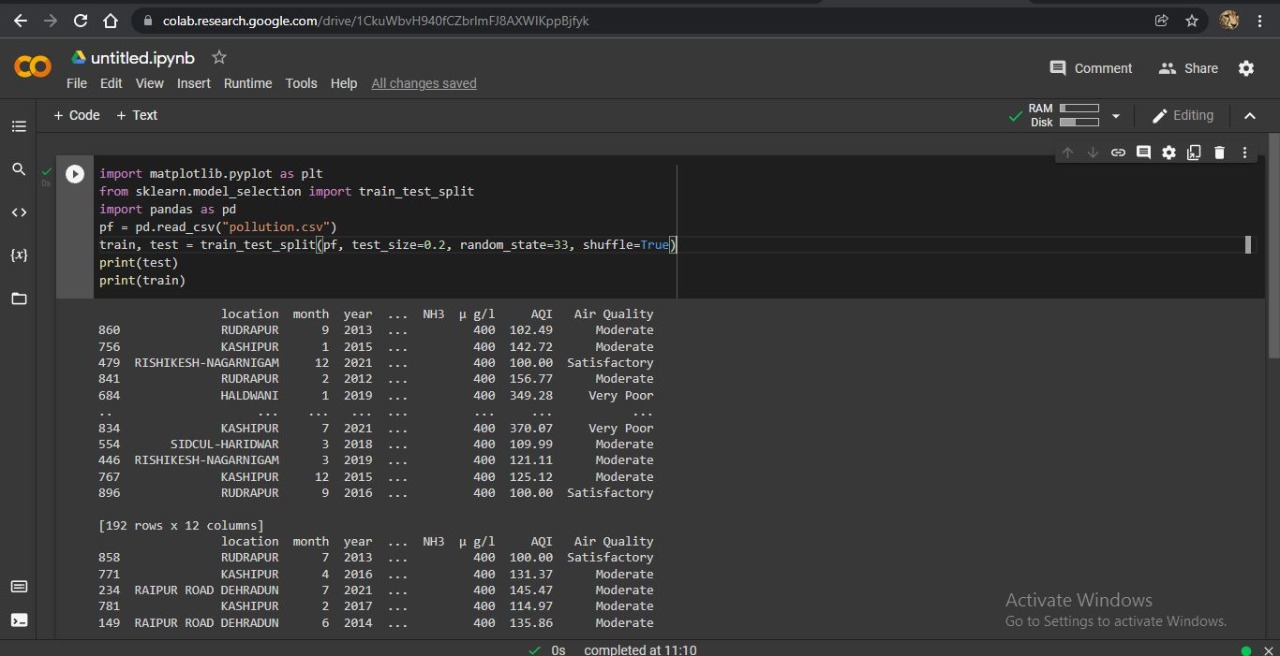 colab.research.google.com/drive/1CkuWbvH940fCZbrlmFJ8AXWlKppBjfyk
untitled.ipynb
File Edit View Insert Runtime Tools Help All changes saved
Comment Share
+ Code + Text
RAM
Disk
Editing
0s
import matplotlib.pyplot as plt
from sklearn.model_selection import train_test_split
import pandas as pd
pf = pd.read_csv("pollution.csv")
train, test = train_test_split(pf, test_size=0.2, random_state=33, shuffle=True)
print(test)
print(train)
location month year ... NH3 µ g/l AQI Air Quality
860 RUDRAPUR 9 2013 ... 400 102.49 Moderate
756 KASHIPUR 1 2015 ... 400 142.72 Moderate
479 RISHIKESH-NAGARNIGAM 12 2021 ... 400 100.00 Satisfactory
841 RUDRAPUR 2 2012 ... 400 156.77 Moderate
684 HALDWANI 1 2019 ... 400 349.28 Very Poor
.. ... ... ... ... ... ... ...
834 KASHIPUR 7 2021 ... 400 370.07 Very Poor
554 SIDCUL-HARIDWAR 3 2018 ... 400 109.99 Moderate
446 RISHIKESH-NAGARNIGAM 3 2019 ... 400 121.11 Moderate
767 KASHIPUR 12 2015 ... 400 125.12 Moderate
896 RUDRAPUR 9 2016 ... 400 100.00 Satisfactory
[192 rows x 12 columns]
location month year ... NH3 µ g/l AQI Air Quality
858 RUDRAPUR 7 2013 ... 400 100.00 Satisfactory
771 KASHIPUR 4 2016 ... 400 131.37 Moderate
234 RAIPUR ROAD DEHRADUN 7 2021 ... 400 145.47 Moderate
781 KASHIPUR 2 2017 ... 400 114.97 Moderate
149 RAIPUR ROAD DEHRADUN 6 2014 ... 400 135.86 Moderate
Activate Windows
Go to Settings to activate Windows.
0s completed at 11:10